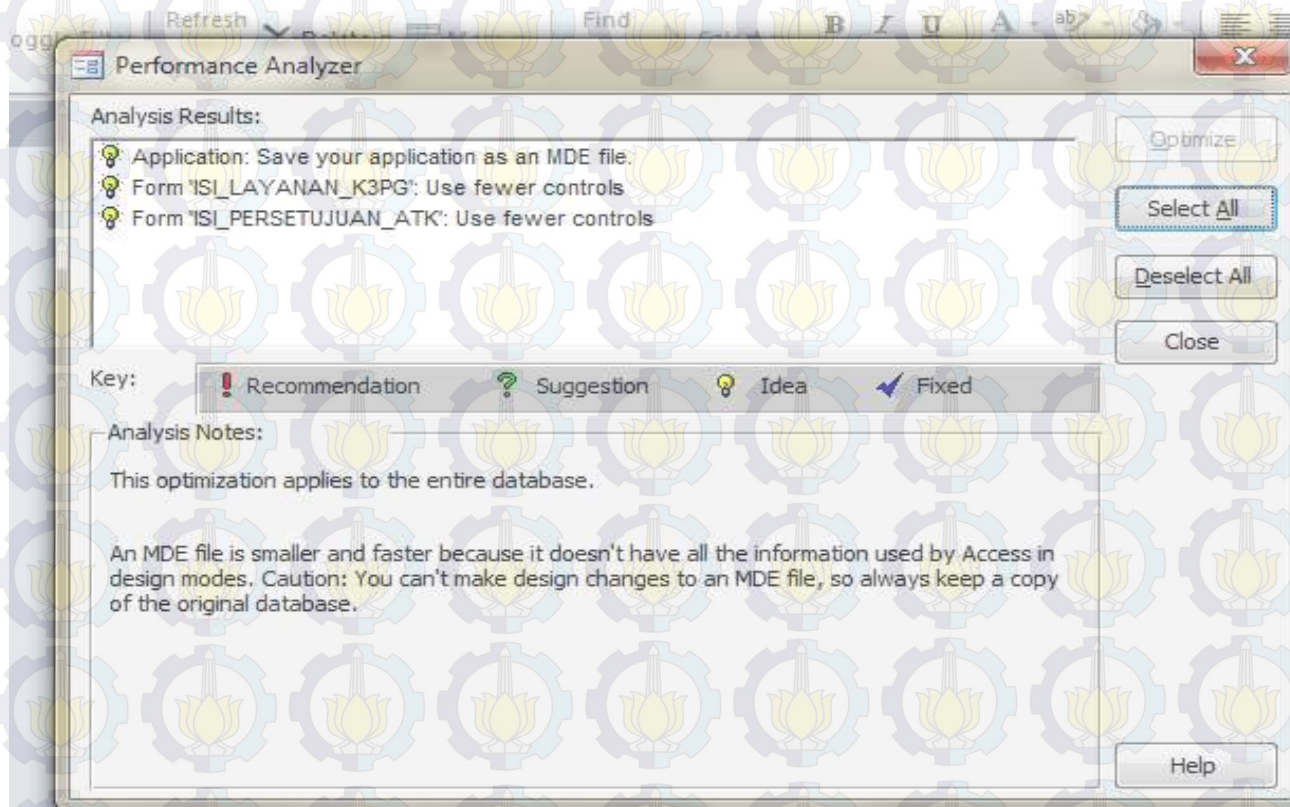 Refresh
Find
B I U A ab
Performance Analyzer
Analysis Results:
Application: Save your application as an MDE file.
Form 'ISI_LAYANAN_K3PG': Use fewer controls
Form 'ISI_PERSETUJUAN_ATK': Use fewer controls
Optimize
Select All
Deselect All
Close
Key:
Recommendation
Suggestion
Idea
Fixed
Analysis Notes:
This optimization applies to the entire database.
An MDE file is smaller and faster because it doesn't have all the information used by Access in
design modes. Caution: You can't make design changes to an MDE file, so always keep a copy
of the original database.
Help